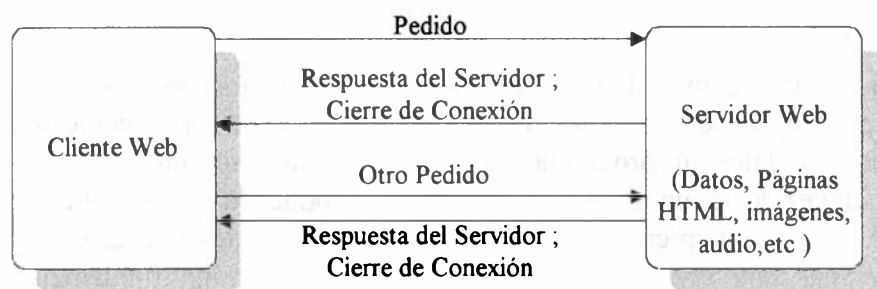 Pedido
Respuesta del Servidor ;
Cierre de Conexión
Cliente Web
Servidor Web
Otro Pedido
(Datos, Páginas
HTML, imágenes,
audio,etc )
Respuesta del Servidor ;
Cierre de Conexión